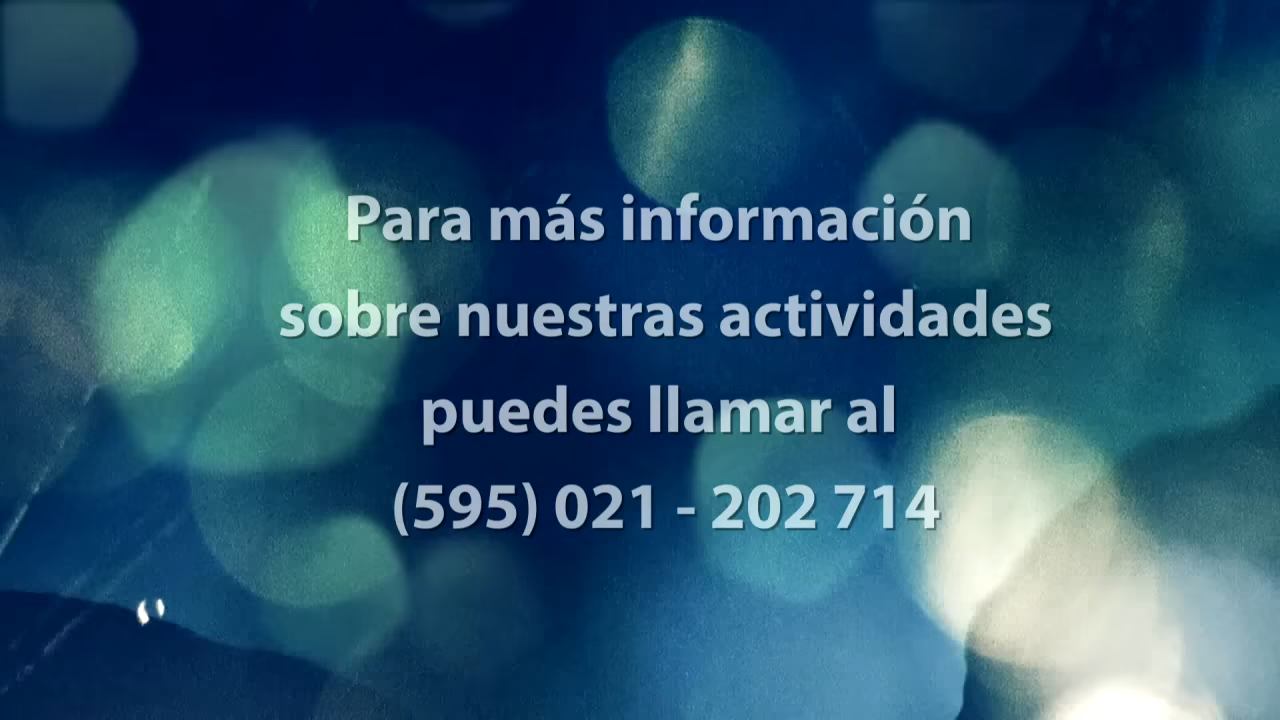 Para más información
sobre nuestras actividades
puedes llamar al
(595) 021 - 202 714